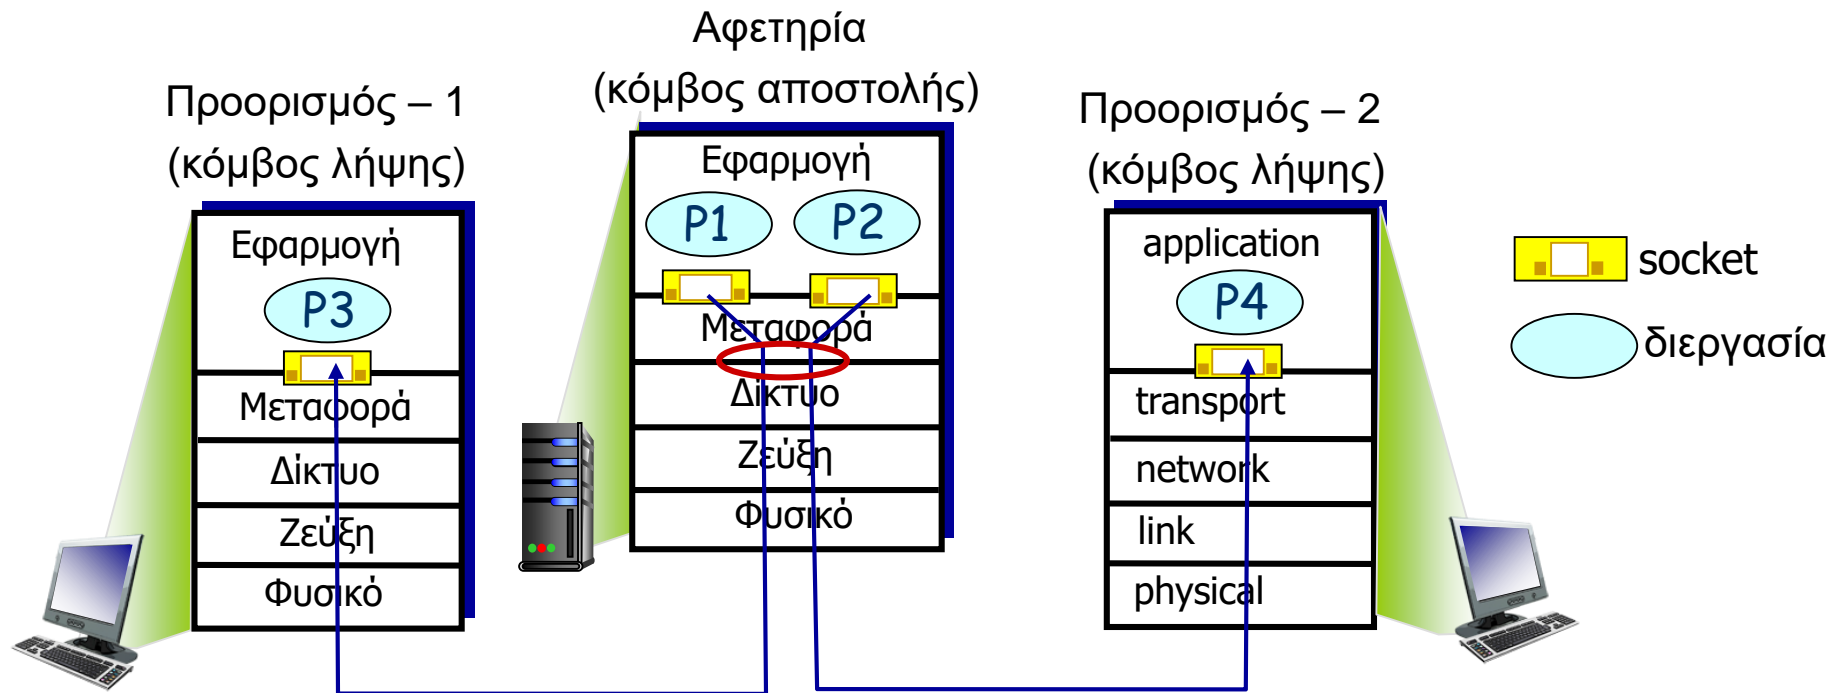 Αφετηρία
(κόμβος αποστολής)
Προορισμός – 1
(κόμβος λήψης)
Προορισμός – 2
(κόμβος λήψης)
Εφαρμογή
P3
Μεταφορά
Δίκτυο
Ζεύξη
Φυσικό
Εφαρμογή
P1 P2
Μεταφορά
Δίκτυο
Ζεύξη
Φυσικό
application
P4
transport
network
link
physical
socket
διεργασία